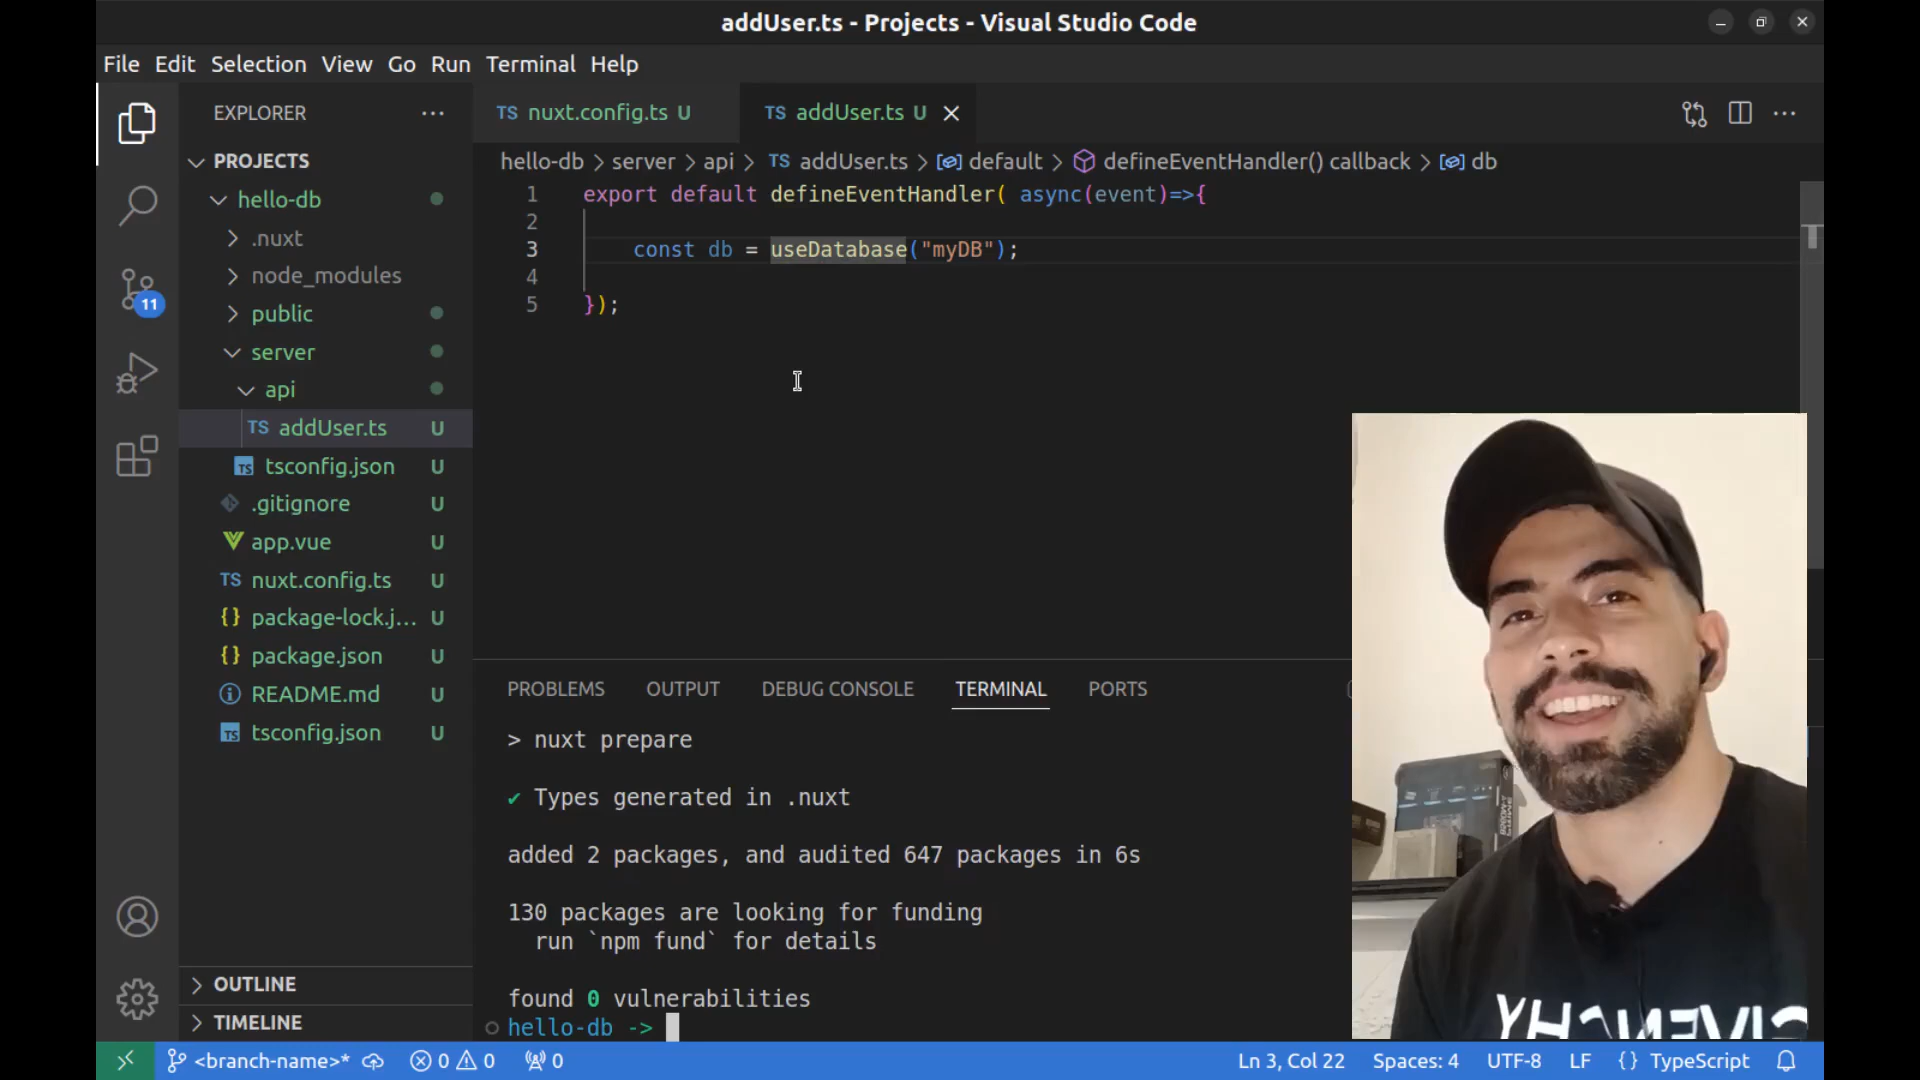 addUser.ts - Projects - Visual Studio Code
File Edit Selection View Go Run Terminal Help
EXPLORER
PROJECTS
hello-db
.nuxt
node_modules
public
server
api
TS addUser.ts U
TS tsconfig.json U
.gitignore U
app.vue U
TS nuxt.config.ts U
{} package-lock.j... U
{} package.json U
README.md U
TS tsconfig.json U
OUTLINE
TIMELINE
11
TS nuxt.config.ts U TS addUser.ts U
hello-db > server > api > TS addUser.ts > default > defineEventHandler() callback > db
1 export default defineEventHandler( async(event)=>{
2
3 const db = useDatabase("myDB");
4
5 });
PROBLEMS OUTPUT DEBUG CONSOLE TERMINAL PORTS
> nuxt prepare
✔ Types generated in .nuxt
added 2 packages, and audited 647 packages in 6s
130 packages are looking for funding
run `npm fund` for details
found 0 vulnerabilities
hello-db ->
GIVENCHY
<branch-name>* 0 0 0 Ln 3, Col 22 Spaces: 4 UTF-8 LF {} TypeScript